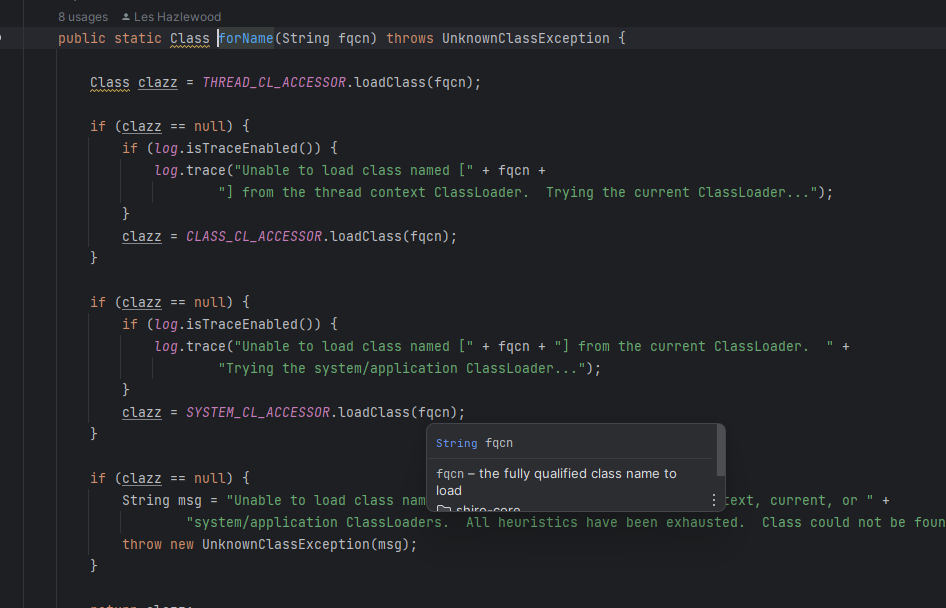 8 usages Les Hazlewood
public static Class forName(String fqcn) throws UnknownClassException {
Class clazz = THREAD_CL_ACCESSOR.loadClass(fqcn);
if (clazz == null) {
if (log.isTraceEnabled()) {
log.trace("Unable to load class named [" + fqcn +
"] from the thread context ClassLoader.  Trying the current ClassLoader...");
}
clazz = CLASS_CL_ACCESSOR.loadClass(fqcn);
}
if (clazz == null) {
if (log.isTraceEnabled()) {
log.trace("Unable to load class named [" + fqcn + "] from the current ClassLoader.  " +
"Trying the system/application ClassLoader...");
}
clazz = SYSTEM_CL_ACCESSOR.loadClass(fqcn);
}
String fqcn
fqcn – the fully qualified class name to
load
shiro-core
if (clazz == null) {
String msg = "Unable to load class nam text, current, or " +
"system/application ClassLoaders.  All heuristics have been exhausted.  Class could not be foun
throw new UnknownClassException(msg);
}
return clazz;